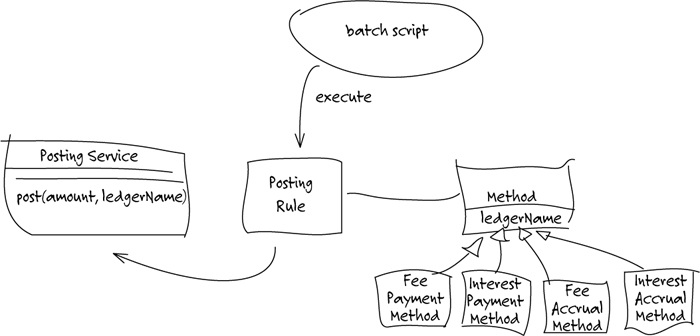 batch script
execute
Posting Service
post(amount, ledgerName)
Posting
Rule
Method
ledgerName
Fee
Payment
Method
Interest
Payment
Method
Fee
Accrual
Method
Interest
Accrual
Method